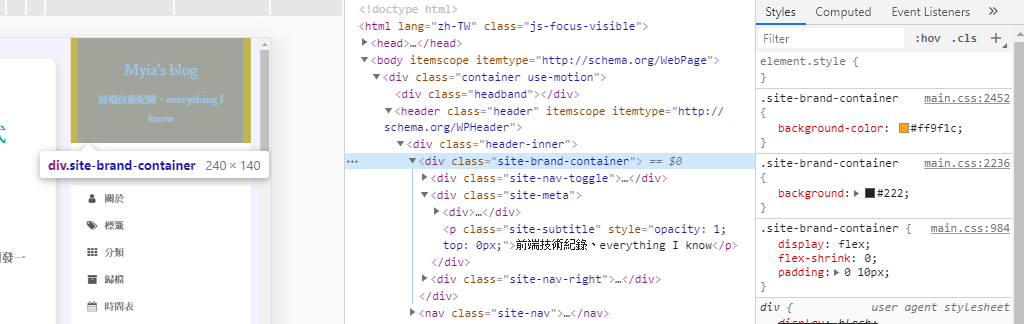 Myia's blog
前端技術紀錄、everything I
know
式
div.site-brand-container 240 × 140
關於
標籤
分類
歸檔
時間表
開發一
<!doctype html>
<html lang="zh-TW" class="js-focus-visible">
<head>…</head>
<body itemscope itemtype="http://schema.org/WebPage">
<div class="container use-motion">
<div class="headband"></div>
<header class="header" itemscope itemtype="http://
schema.org/WPHeader">
<div class="header-inner">
… <div class="site-brand-container"> == $0
<div class="site-nav-toggle">…</div>
<div class="site-meta">
<div>…</div>
<p class="site-subtitle" style="opacity: 1;
top: 0px;">前端技術紀錄、everything I know</p>
</div>
<div class="site-nav-right">…</div>
</div>
<nav class="site-nav">…</nav>
Styles Computed Event Listeners »
Filter :hov .cls +
element.style {
}
.site-brand-container main.css:2452
{
background-color: #ff9f1c;
}
.site-brand-container main.css:2236
{
background: #222;
}
.site-brand-container { main.css:984
display: flex;
flex-shrink: 0;
padding: 0 10px;
}
div { user agent stylesheet
display: block;